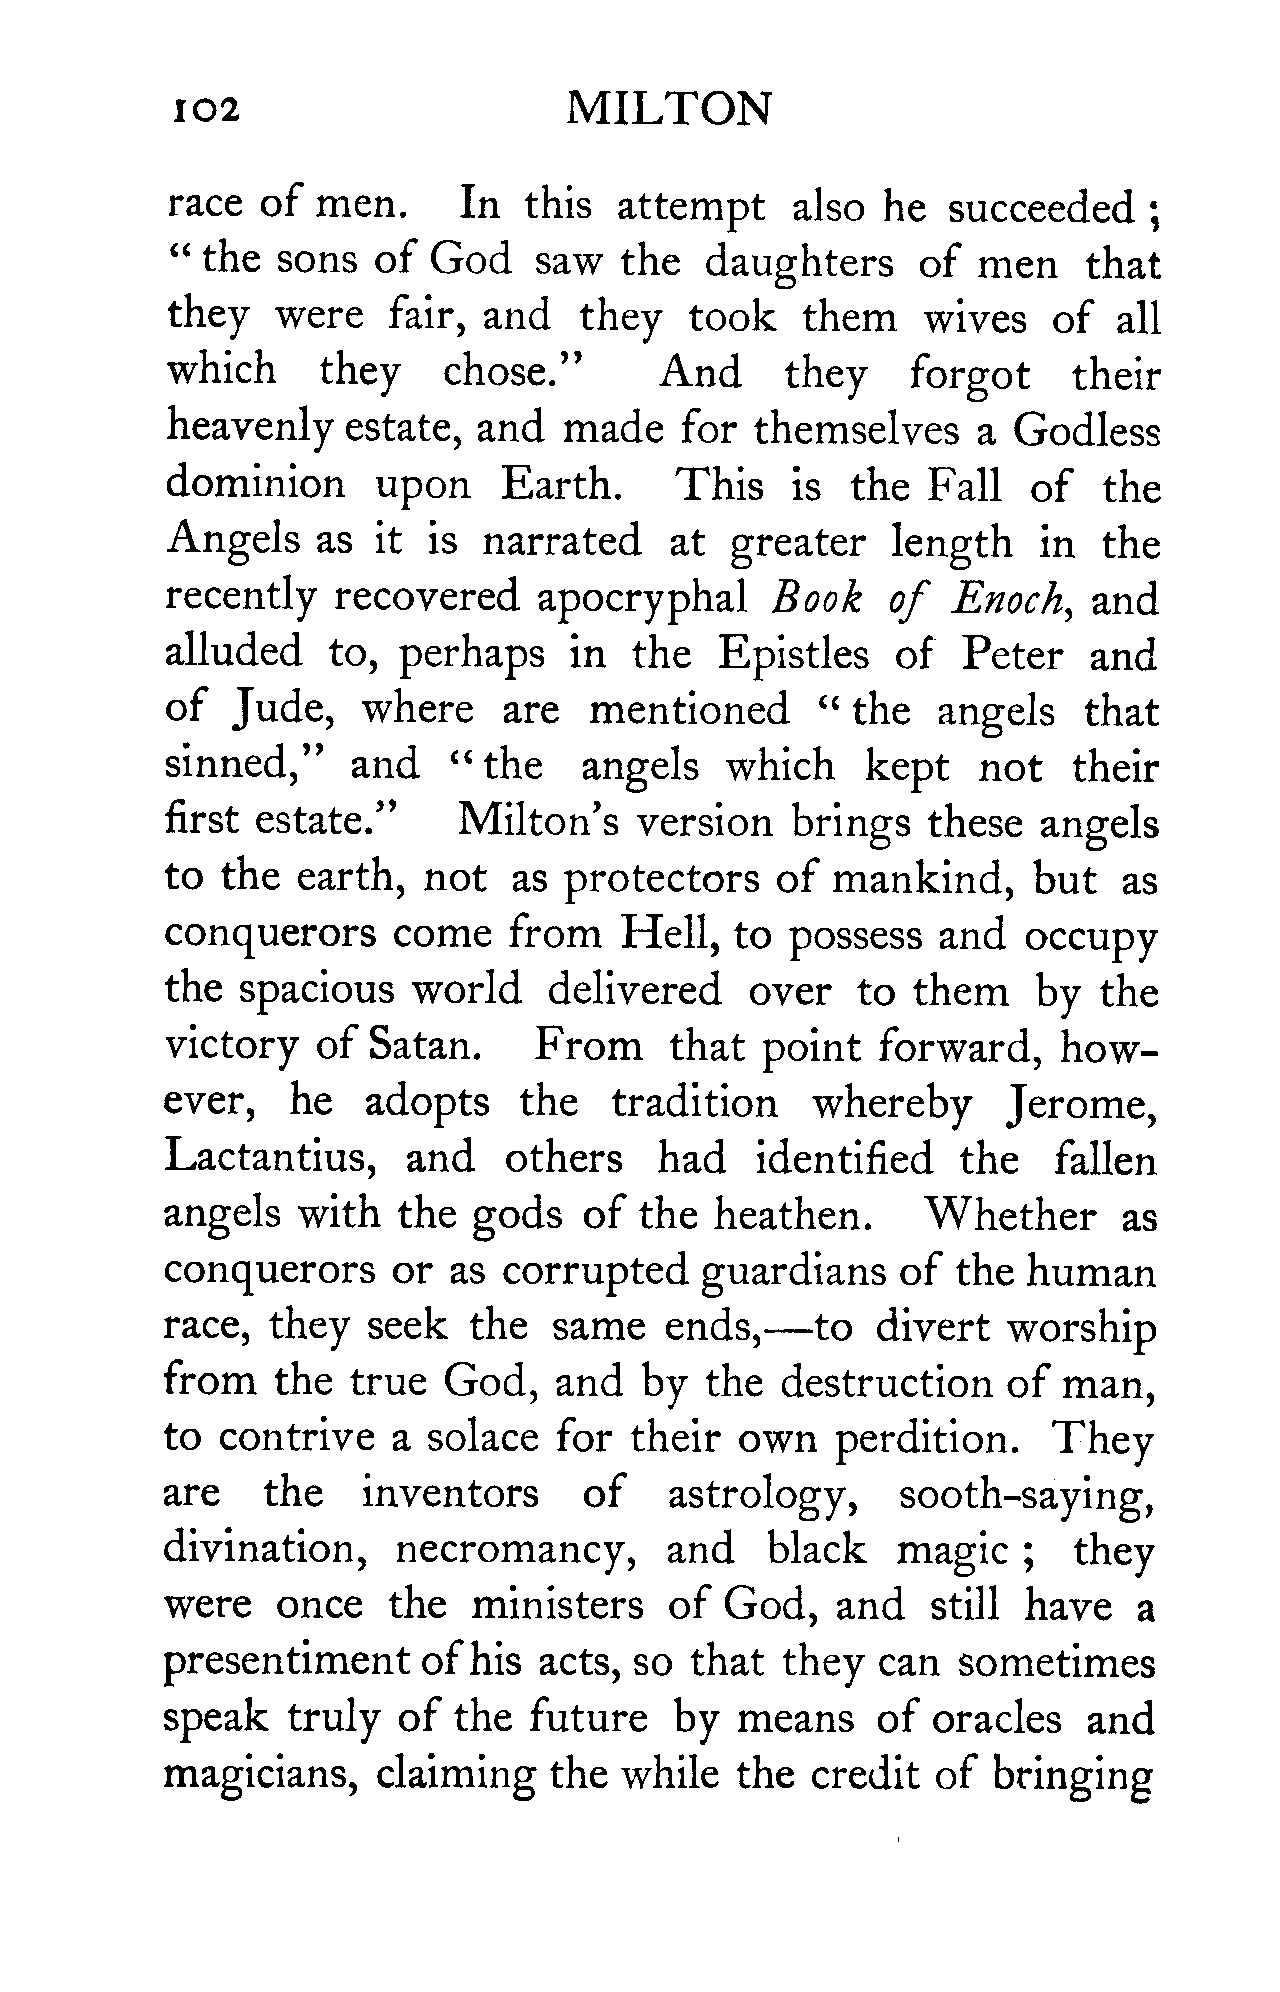 102 MILTON
race of men. In this attempt also he succeeded ;
“ the sons of God saw the daughters of men that
they were fair, and they took them wives of all
which they chose.” And they forgot their
heavenly estate, and made for themselves a Godless
dominion upon Earth. This is the Fall of the
Angels as it is narrated at greater length in the
recently recovered apocryphal Book of Enoch, and
alluded to, perhaps in the Epistles of Peter and
of Jude, where are mentioned “ the angels that
sinned,” and “ the angels which kept not their
first estate.” Milton’s version brings these angels
to the earth, not as protectors of mankind, but as
conquerors come from Hell, to possess and occupy
the spacious world delivered over to them by the
victory of Satan. From that point forward, how-
ever, he adopts the tradition whereby Jerome,
Lactantius, and others had identified the fallen
angels with the gods of the heathen. Whether as
conquerors or as corrupted guardians of the human
race, they seek the same ends,—to divert worship
from the true God, and by the destruction of man,
to contrive a solace for their own perdition. They
are the inventors of astrology, sooth-saying,
divination, necromancy, and black magic ; they
were once the ministers of God, and still have a
presentiment of his acts, so that they can sometimes
speak truly of the future by means of oracles and
magicians, claiming the while the credit of bringing